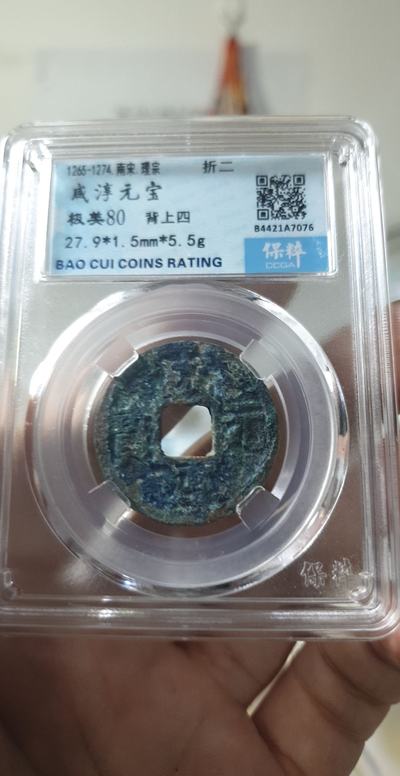 1265-1274.南宋.理宗 折二
咸淳元宝
极美80 背上四
B4421A7076
27.9*1.5mm*5.5g
保粹
DCGA
BAO CUI COINS RATING
保粹